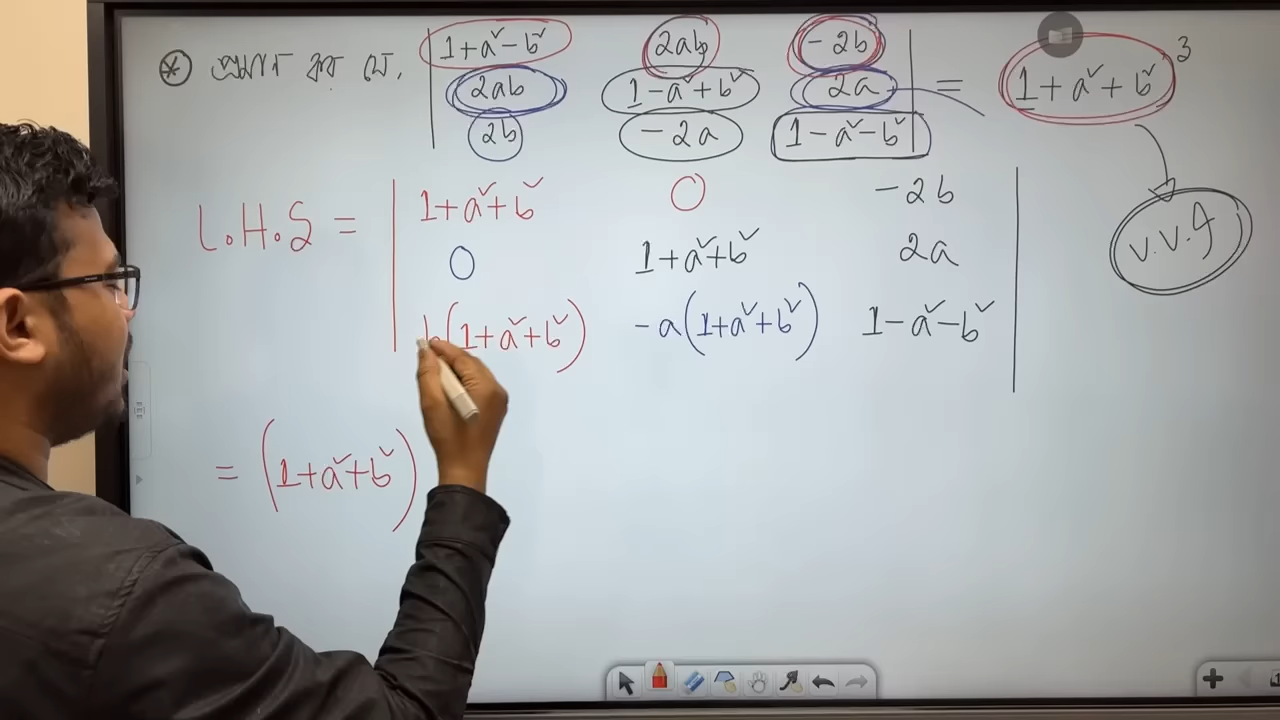 ⊛ প্রমাণ কর যে, | 1+a²-b² 2ab -2b | = (1+a²+b²)³
| 2ab 1-a²+b² 2a |
| 2b -2a 1-a²-b² |
L.H.S = | 1+a²+b² 0 -2b |
| 0 1+a²+b² 2a |
| b(1+a²+b²) -a(1+a²+b²) 1-a²-b² |
v.v.g
= (1+a²+b²)